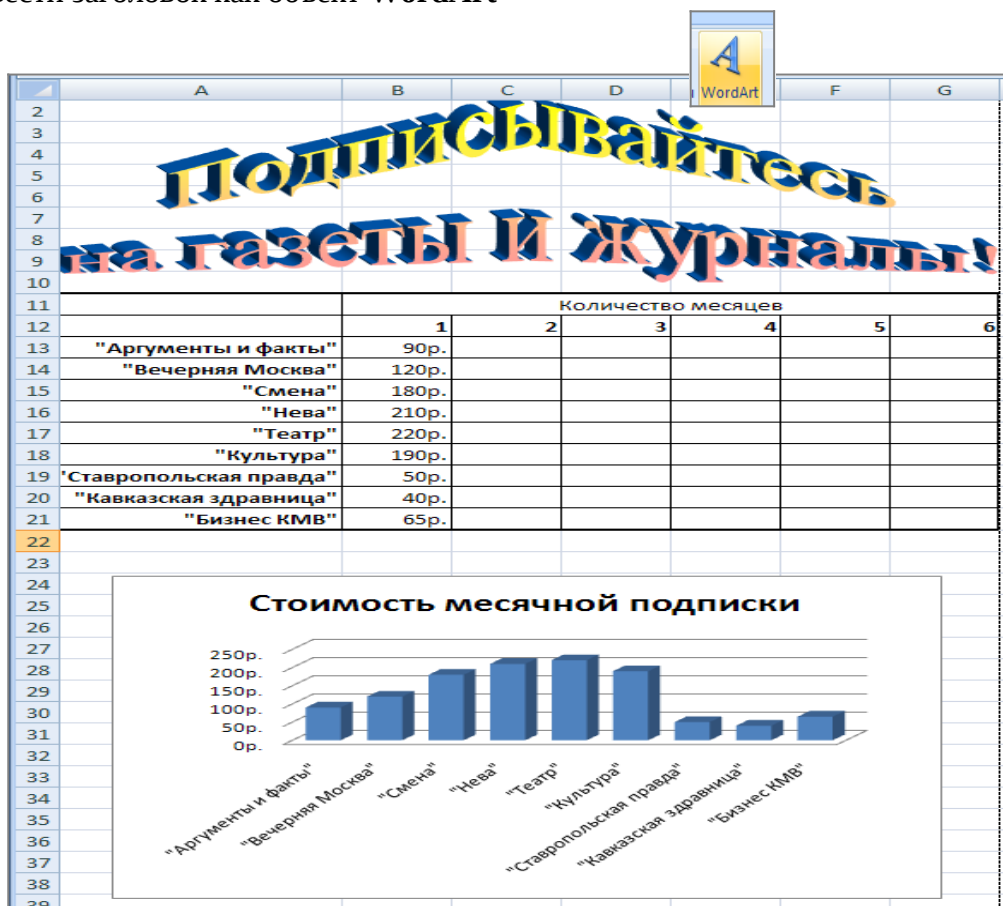 заголовок как объект WordArt
WordArt
A B C D F G
2
3
4
5
6
7
8
9
10
Подписывайтесь
на газеты и журналы!
11 Количество месяцев
12 1 2 3 4 5 6
13 "Аргументы и факты" 90р.
14 "Вечерняя Москва" 120р.
15 "Смена" 180р.
16 "Нева" 210р.
17 "Театр" 220р.
18 "Культура" 190р.
19 "Ставропольская правда" 50р.
20 "Кавказская здравница" 40р.
21 "Бизнес КМВ" 65р.
22
23
24
25
26
27
28
29
30
31
32
33
34
35
36
37
38
39
Стоимость месячной подписки
250р.
200р.
150р.
100р.
50р.
0р.
"Аргументы и факты"
"Вечерняя Москва"
"Смена"
"Нева"
"Театр"
"Культура"
"Ставропольская правда"
"Кавказская здравница"
"Бизнес КМВ"